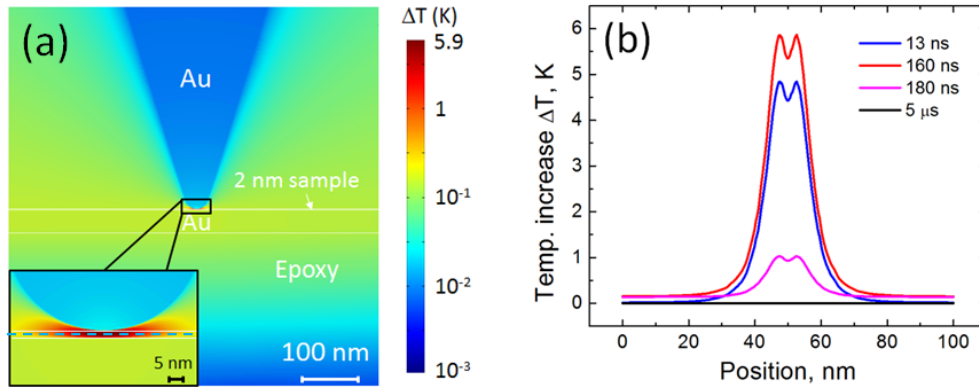 (a)
ΔT (K)
5.9
1
10⁻¹
10⁻²
10⁻³
Au
2 nm sample
Au
Epoxy
5 nm
100 nm
(b)
13 ns
160 ns
180 ns
5 μs
Temp. increase ΔT, K
6
5
4
3
2
1
0
0 20 40 60 80 100
Position, nm